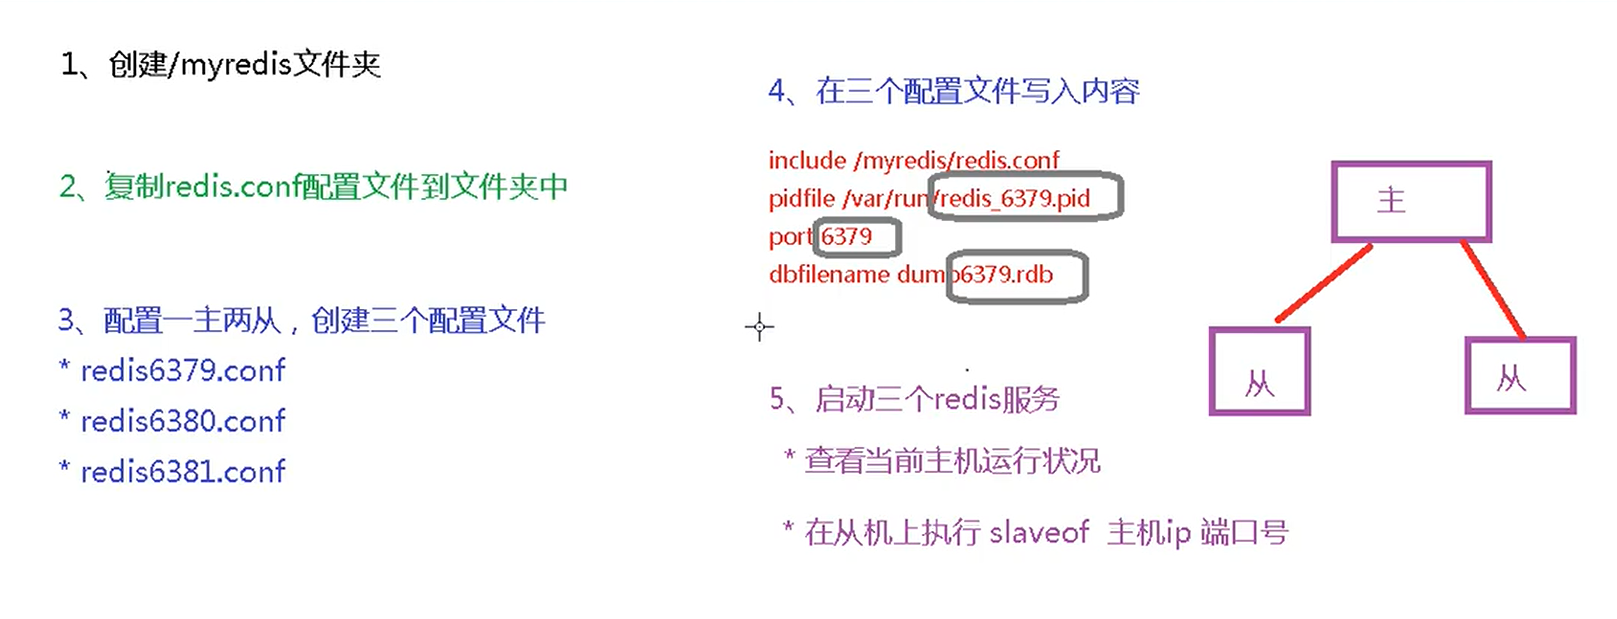 1、创建/myredis文件夹
2、复制redis.conf配置文件到文件夹中
3、配置一主两从，创建三个配置文件
* redis6379.conf
* redis6380.conf
* redis6381.conf
4、在三个配置文件写入内容
include /myredis/redis.conf
pidfile /var/run/redis_6379.pid
port 6379
dbfilename dump6379.rdb
5、启动三个redis服务
* 查看当前主机运行状况
* 在从机上执行 slaveof 主机ip 端口号
主
从
从